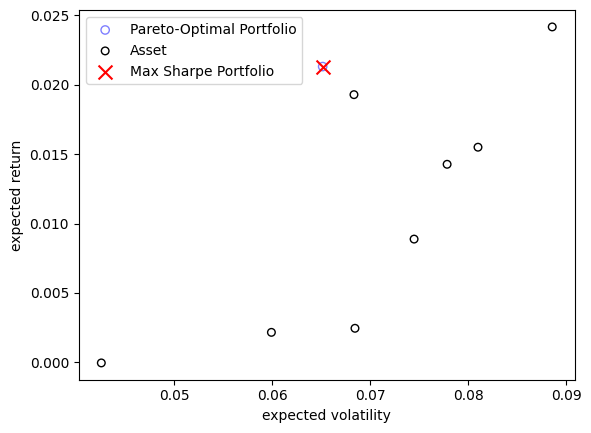 Pareto-Optimal Portfolio
Asset
Max Sharpe Portfolio
0.025
0.020
0.015
0.010
0.005
0.000
expected return
0.05 0.06 0.07 0.08 0.09
expected volatility